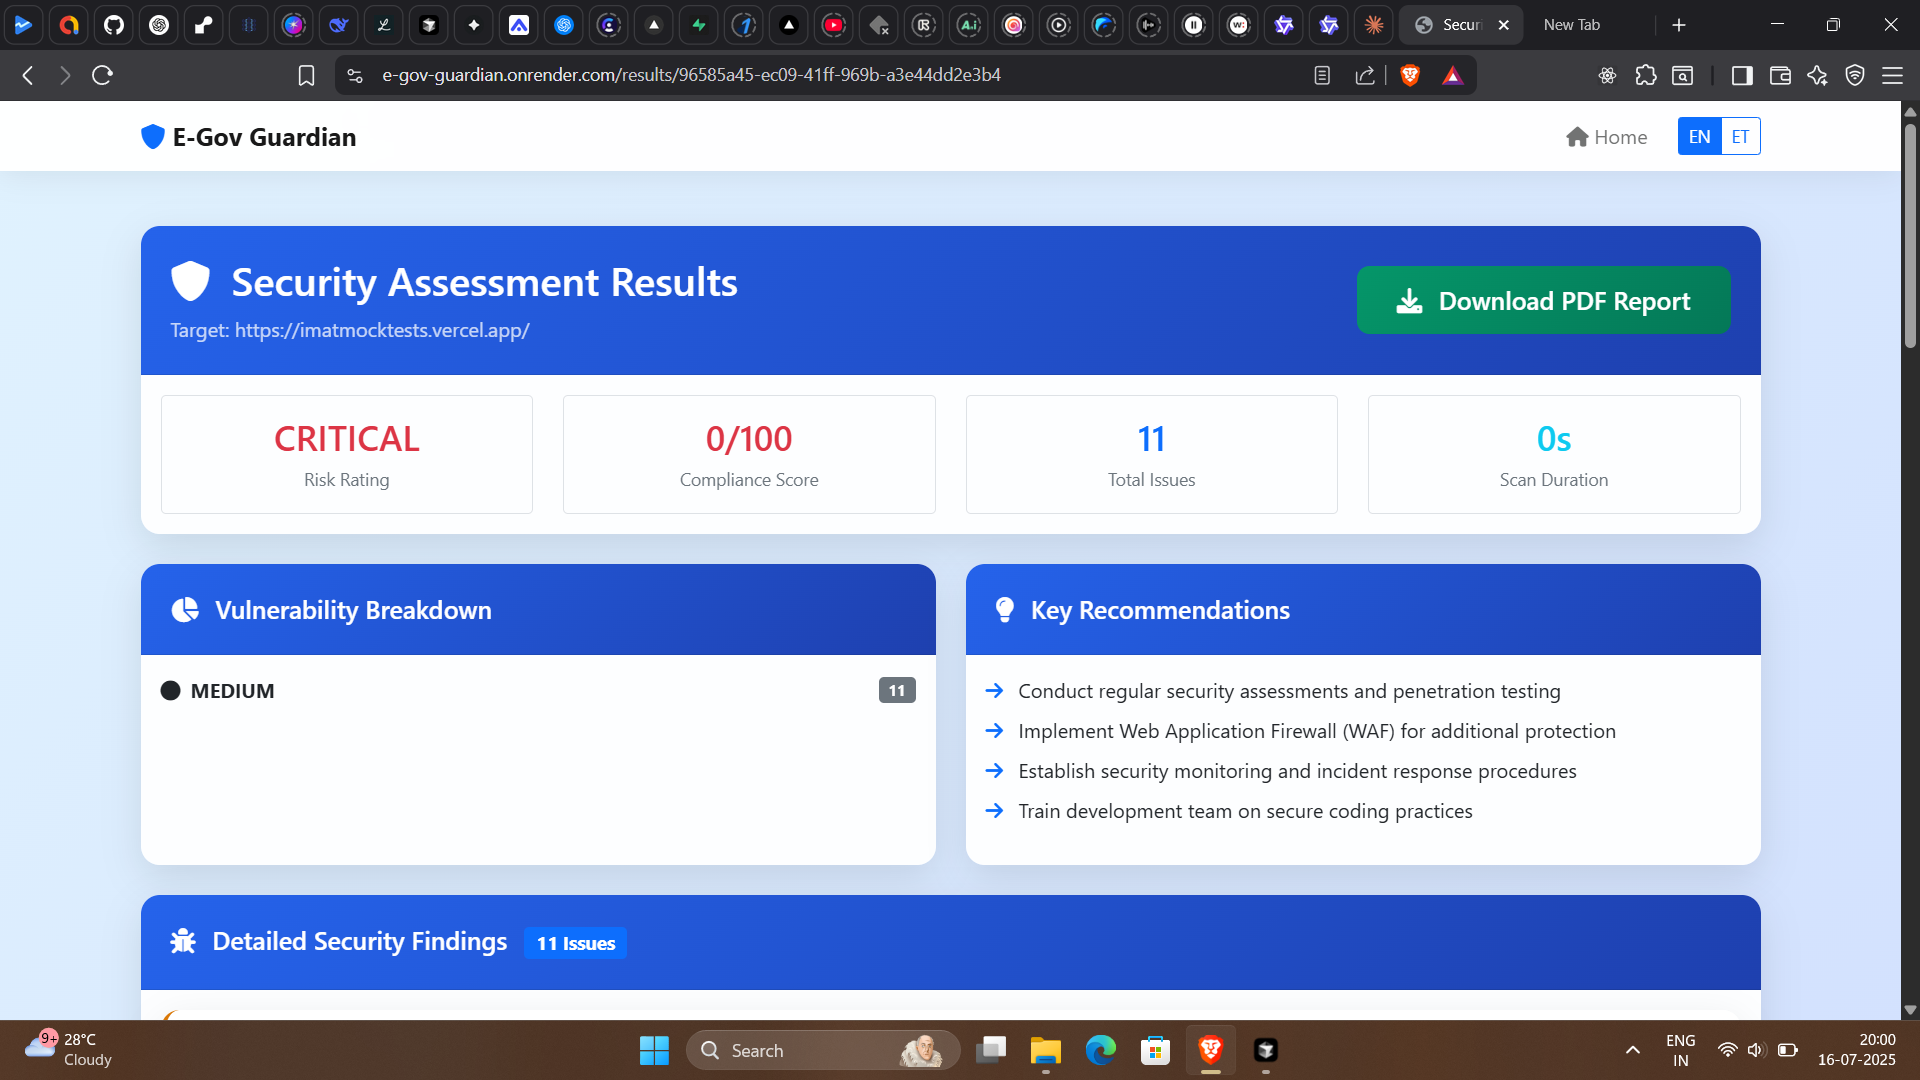 Secur
New Tab
e-gov-guardian.onrender.com/results/96585a45-ec09-41ff-969b-a3e44dd2e3b4
E-Gov Guardian
Home
EN
ET
Security Assessment Results
Target: https://imatmocktests.vercel.app/
Download PDF Report
CRITICAL
Risk Rating
0/100
Compliance Score
11
Total Issues
0s
Scan Duration
Vulnerability Breakdown
MEDIUM
11
Key Recommendations
Conduct regular security assessments and penetration testing
Implement Web Application Firewall (WAF) for additional protection
Establish security monitoring and incident response procedures
Train development team on secure coding practices
Detailed Security Findings
11 Issues
9+
28°C
Cloudy
Search
ENG
IN
20:00
16-07-2025